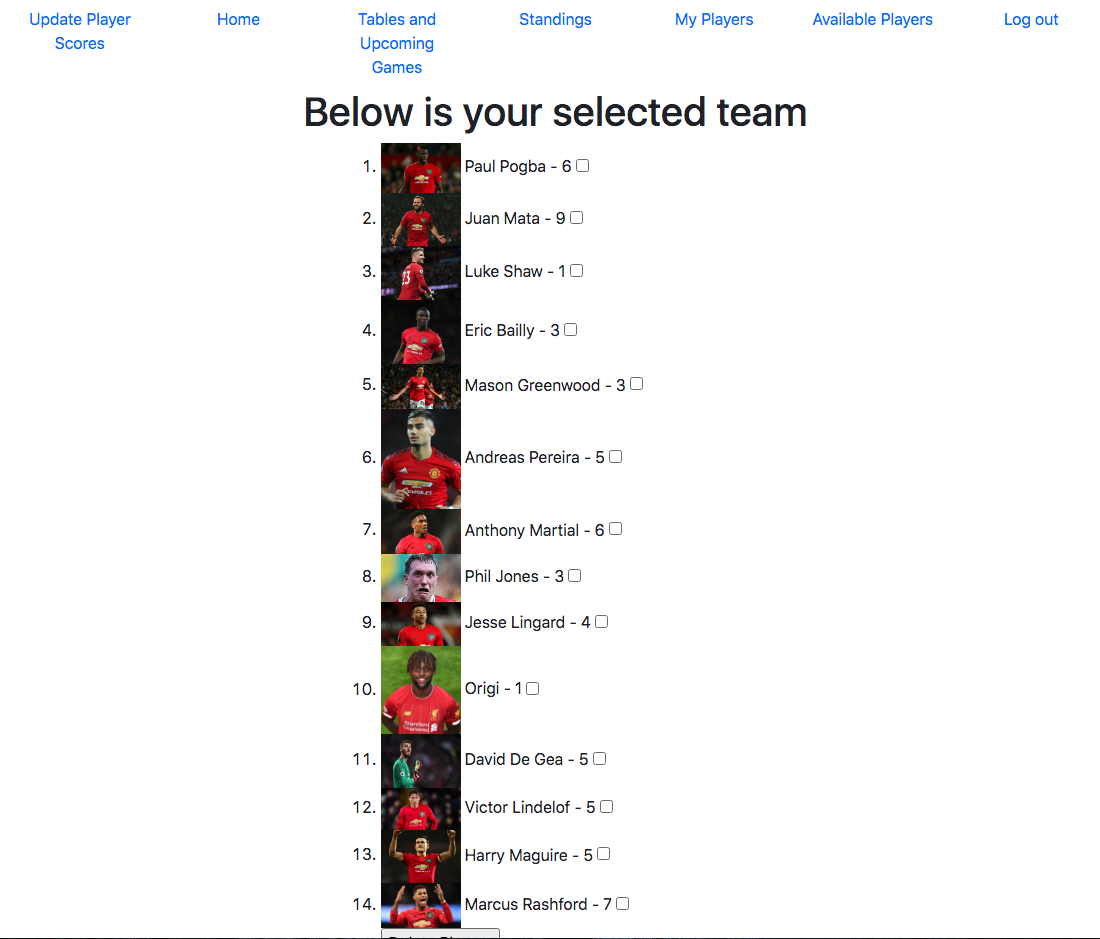 Update Player
Scores
Home
Tables and
Upcoming
Games
Standings
My Players
Available Players
Log out
Below is your selected team
1. Paul Pogba - 6
2. Juan Mata - 9
3. Luke Shaw - 1
23
4. Eric Bailly - 3
5. Mason Greenwood - 3
6. Andreas Pereira - 5
7. Anthony Martial - 6
8. Phil Jones - 3
9. Jesse Lingard - 4
10. Origi - 1
11. David De Gea - 5
12. Victor Lindelof - 5
13. Harry Maguire - 5
14. Marcus Rashford - 7